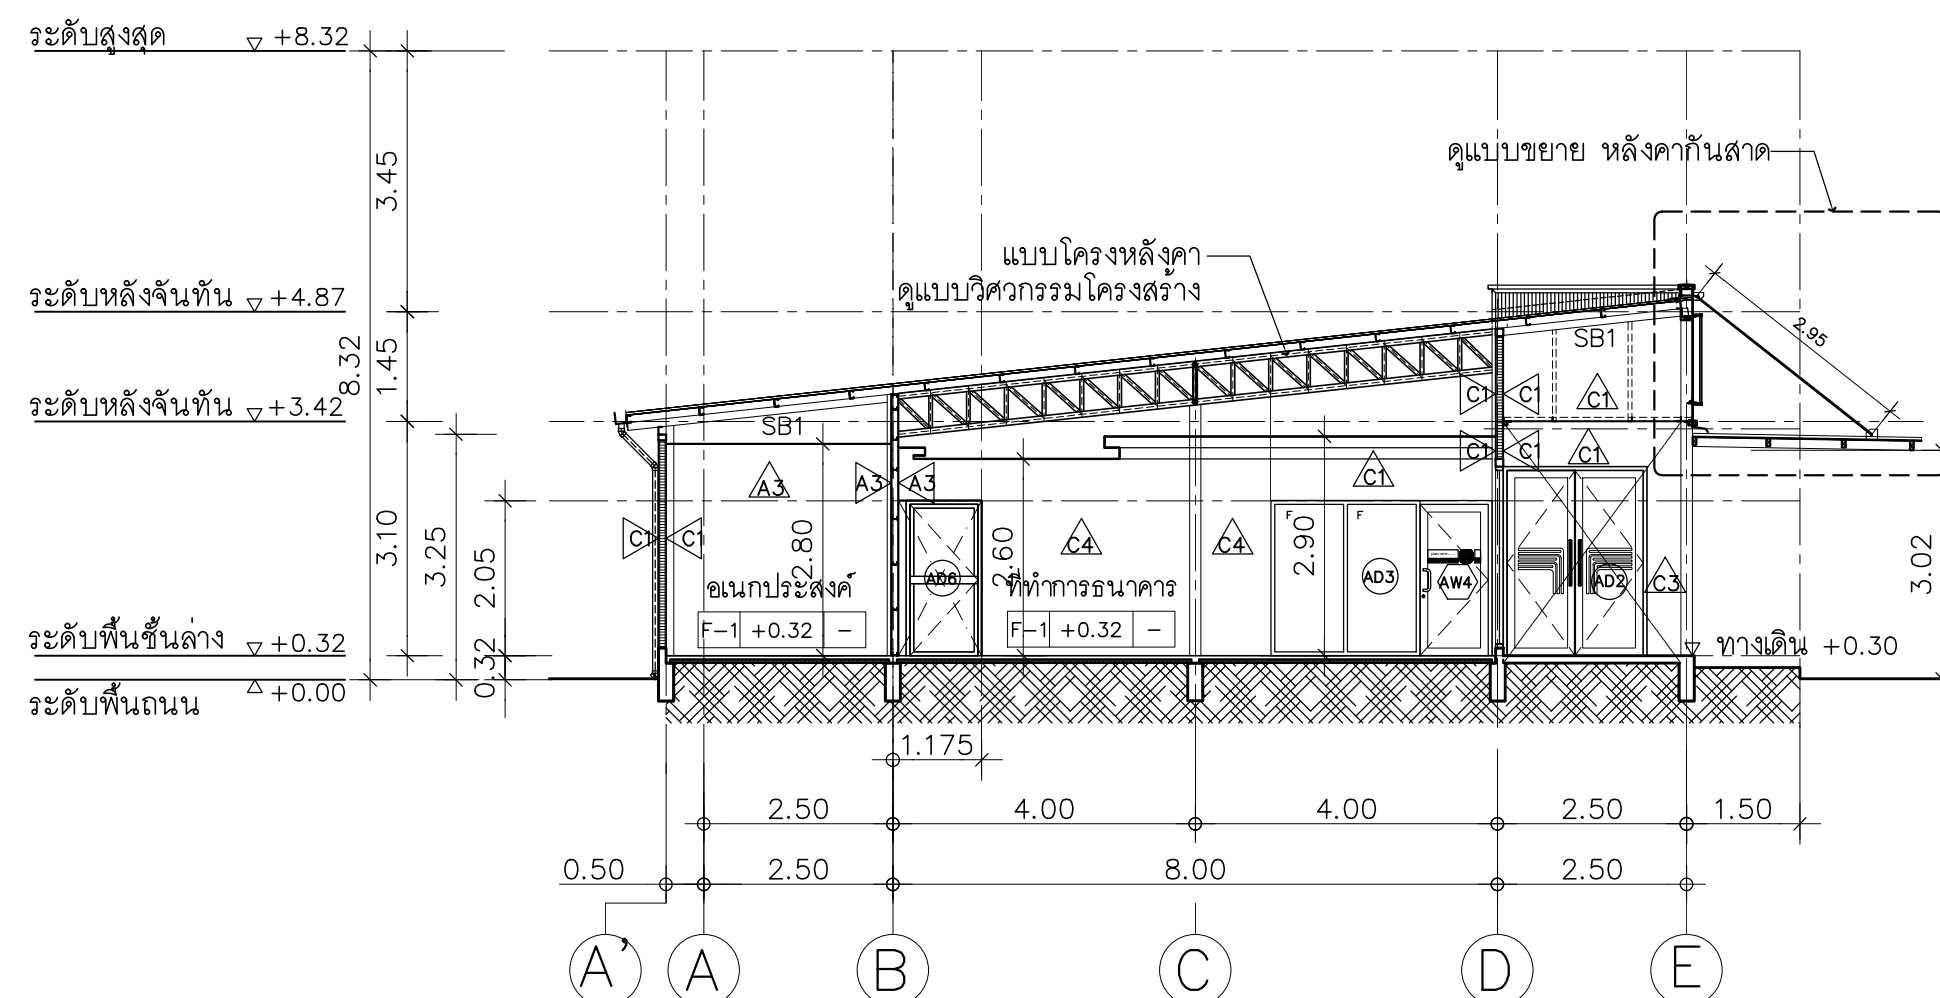 ระดับสูงสุด +8.32
3.45
ดูแบบขยาย หลังคากันสาด
แบบโครงหลังคา
ดูแบบวิศวกรรมโครงสร้าง
ระดับหลังจันทัน +4.87
8.32
1.45
2.95
SB1
C1 C1 C1
ระดับหลังจันทัน +3.42
SB1
C1 C1 C1
C1
A3 A3 A3
3.10
3.25
2.05
C1 C1
2.80
2.60
C4 C4
2.90
F F
AD6
AD3
AW4
AD2
C3
3.02
อเนกประสงค์
ที่ทำการธนาคาร
F-1 +0.32 -
F-1 +0.32 -
ระดับพื้นชั้นล่าง +0.32
0.32
ทางเดิน +0.30
+0.00
ระดับพื้นถนน
1.175
2.50 4.00 4.00 2.50 1.50
0.50 2.50 8.00 2.50
A' A B C D E